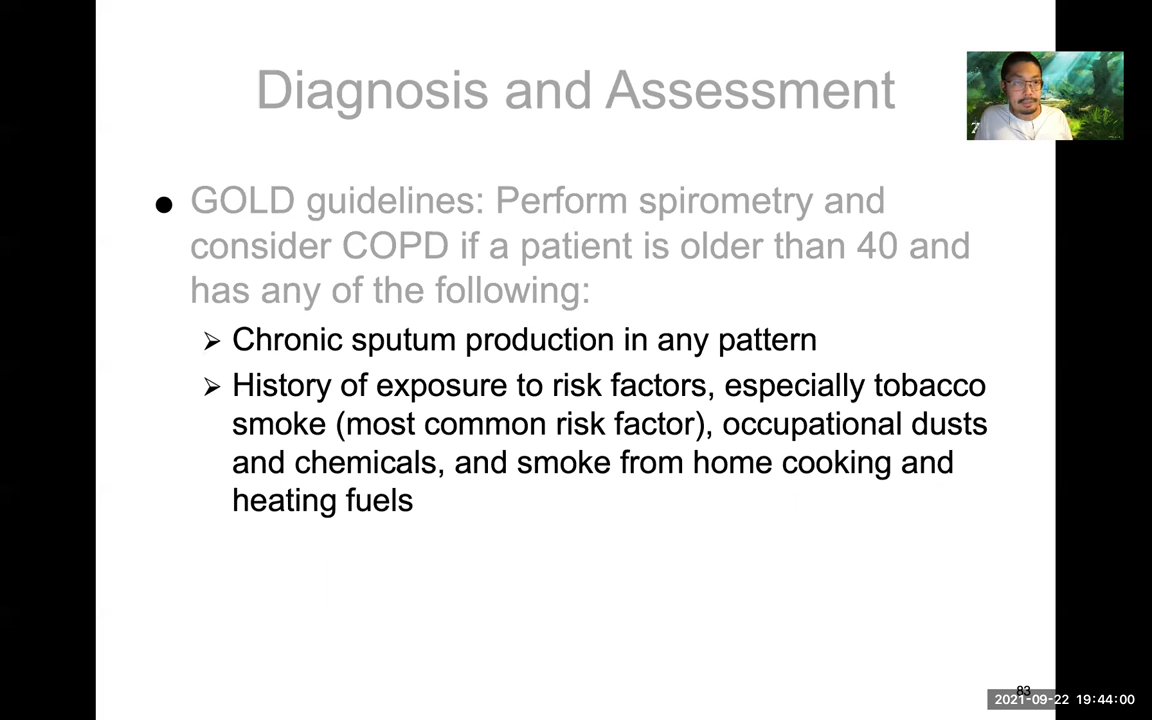 Diagnosis and Assessment
● GOLD guidelines: Perform spirometry and
consider COPD if a patient is older than 40 and
has any of the following:
➢ Chronic sputum production in any pattern
➢ History of exposure to risk factors, especially tobacco
smoke (most common risk factor), occupational dusts
and chemicals, and smoke from home cooking and
heating fuels
83
2021-09-22 19:44:00